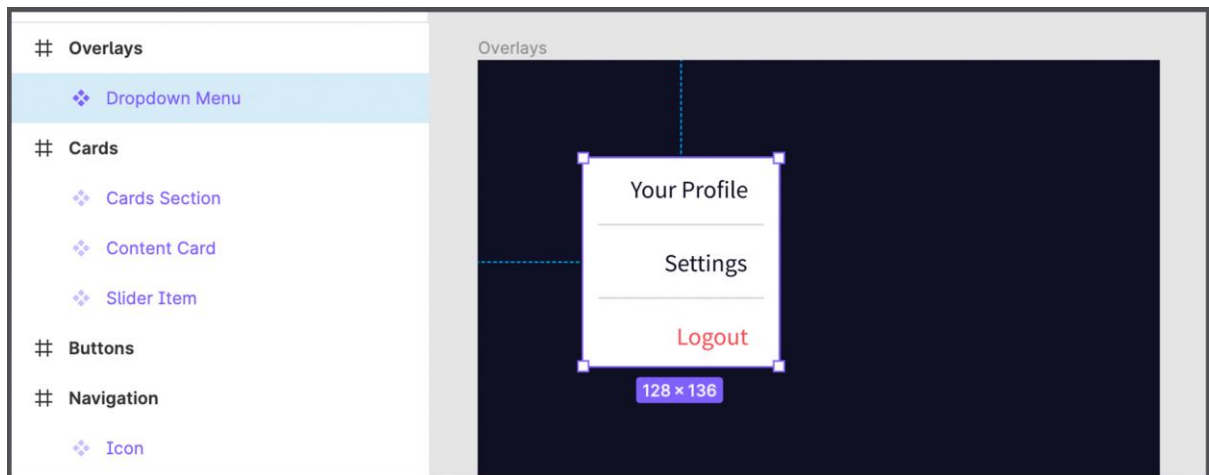 Overlays
Dropdown Menu
Cards
Cards Section
Content Card
Slider Item
Buttons
Navigation
Icon
Overlays
Your Profile
Settings
Logout
128 × 136